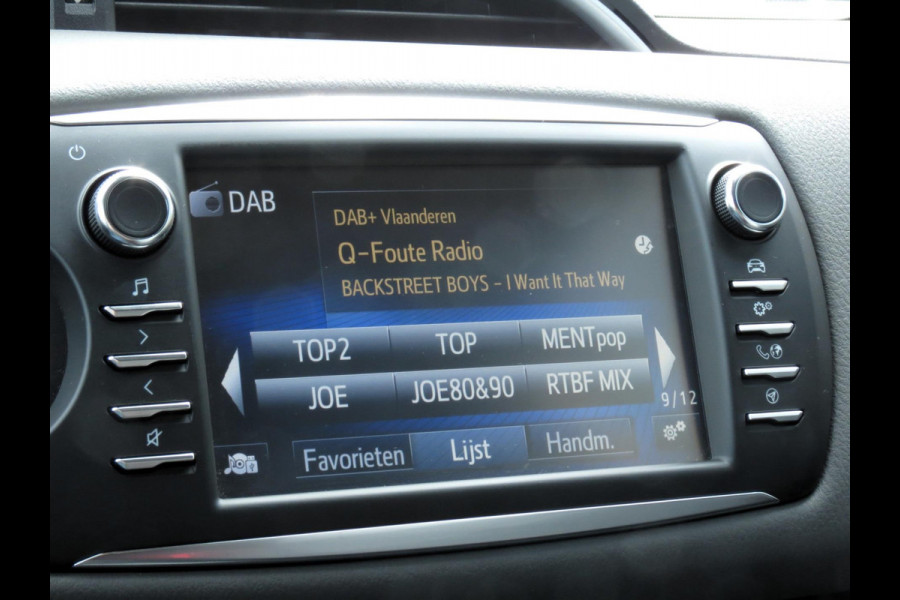 DAB
DAB+ Vlaanderen
Q-Foute Radio
BACKSTREET BOYS - I Want It That Way
TOP2 TOP MENTpop
JOE JOE80&90 RTBF MIX
9/12
Favorieten Lijst Handm.